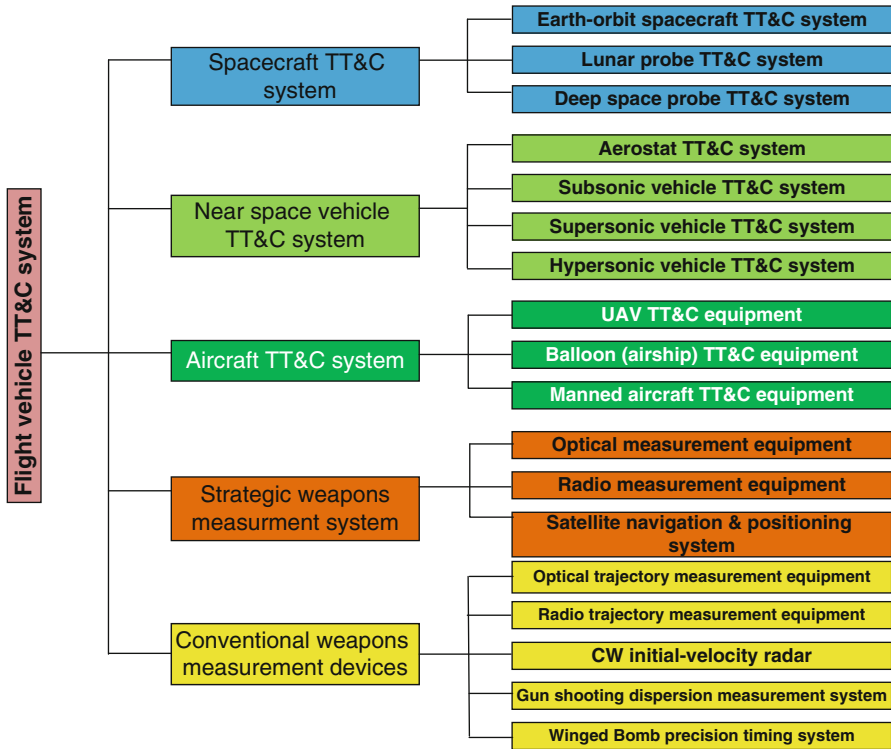 Flight vehicle TT&C system
Spacecraft TT&C
system
Earth-orbit spacecraft TT&C system
Lunar probe TT&C system
Deep space probe TT&C system
Near space vehicle
TT&C system
Aerostat TT&C system
Subsonic vehicle TT&C system
Supersonic vehicle TT&C system
Hypersonic vehicle TT&C system
Aircraft TT&C system
UAV TT&C equipment
Balloon (airship) TT&C equipment
Manned aircraft TT&C equipment
Strategic weapons
measurment system
Optical measurement equipment
Radio measurement equipment
Satellite navigation & positioning
system
Conventional weapons
measurement devices
Optical trajectory measurement equipment
Radio trajectory measurement equipment
CW initial-velocity radar
Gun shooting dispersion measurement system
Winged Bomb precision timing system